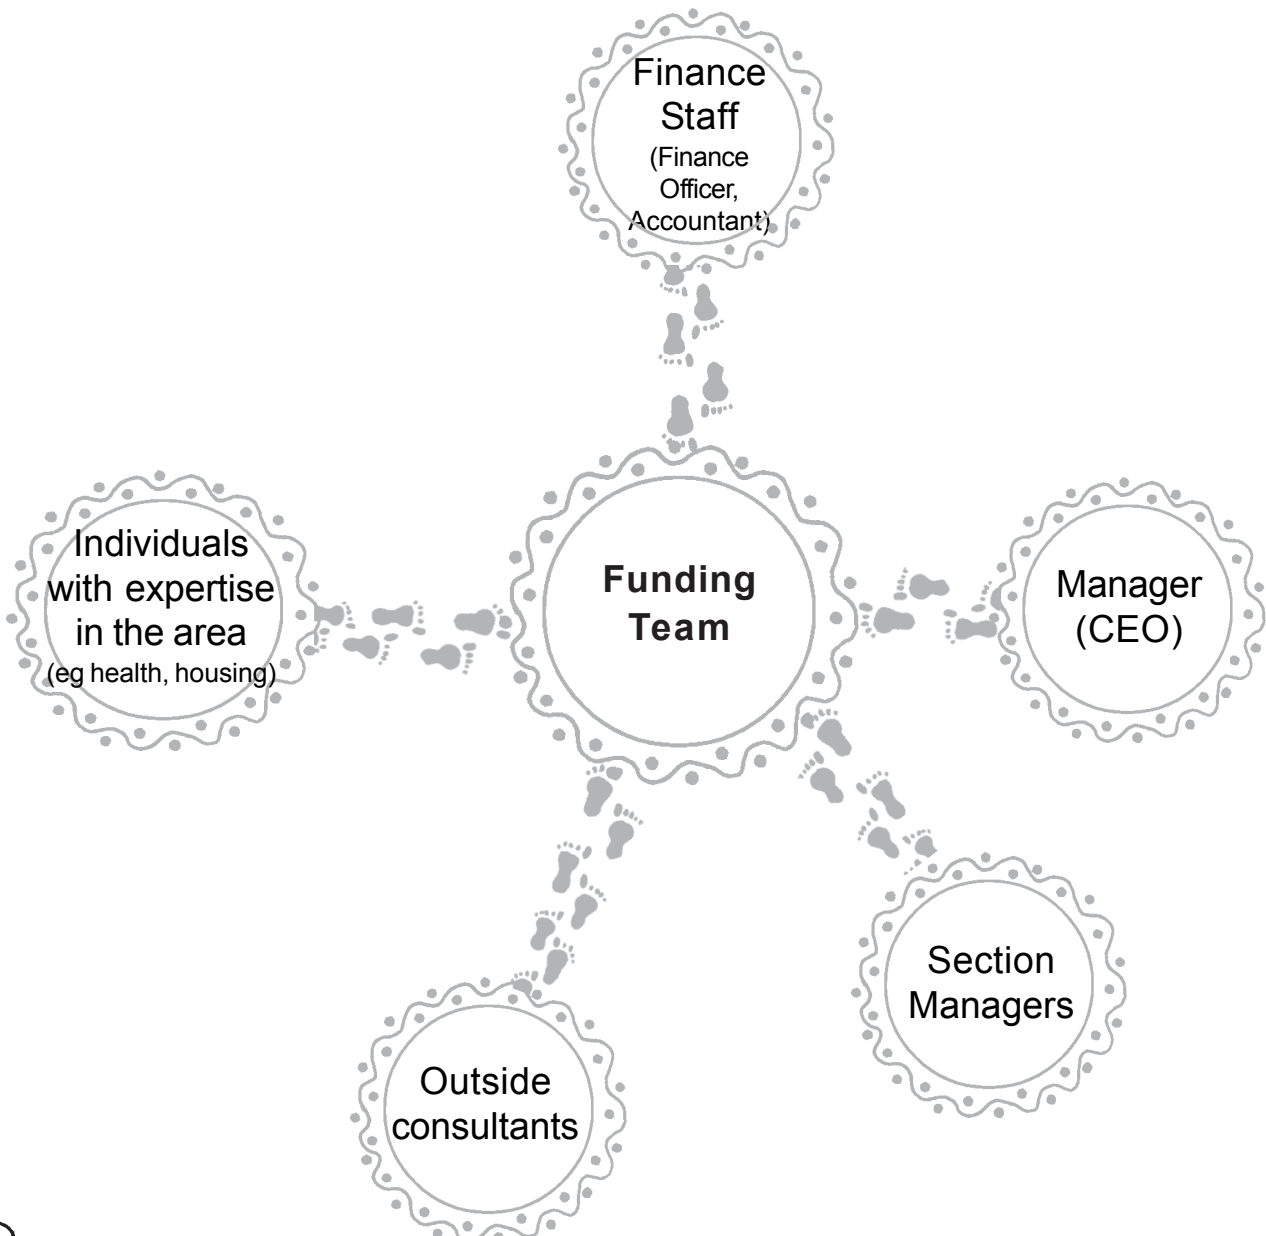 Finance
Staff
(Finance
Officer,
Accountant)
Individuals
with expertise
in the area
(eg health, housing)
Funding
Team
Manager
(CEO)
Section
Managers
Outside
consultants